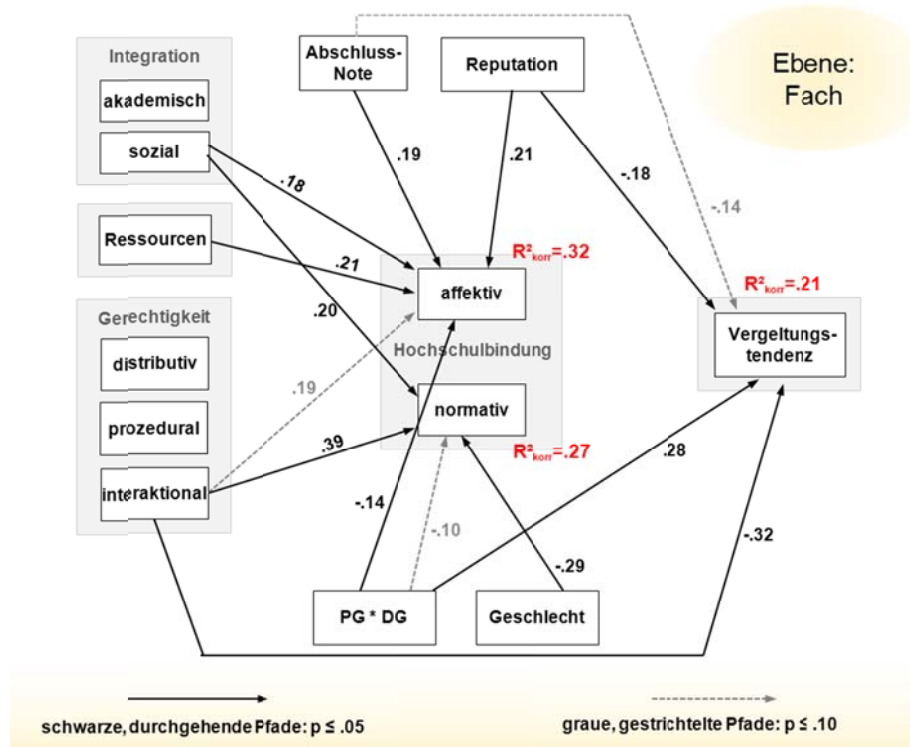 Integration
akademisch
sozial
Ressourcen
Gerechtigkeit
distributiv
prozedural
interaktional
Abschluss-
Note
Reputation
Ebene:
Fach
.19
.21
-.18
-.14
.18
.21
.20
.19
.39
R²korr=.32
affektiv
Hochschulbindung
normativ
R²korr=.27
R²korr=.21
Vergeltungs-
tendenz
-.14
-.10
-.29
.28
-.32
PG * DG
Geschlecht
schwarze, durchgehende Pfade: p ≤ .05
graue, gestrichtelte Pfade: p ≤ .10